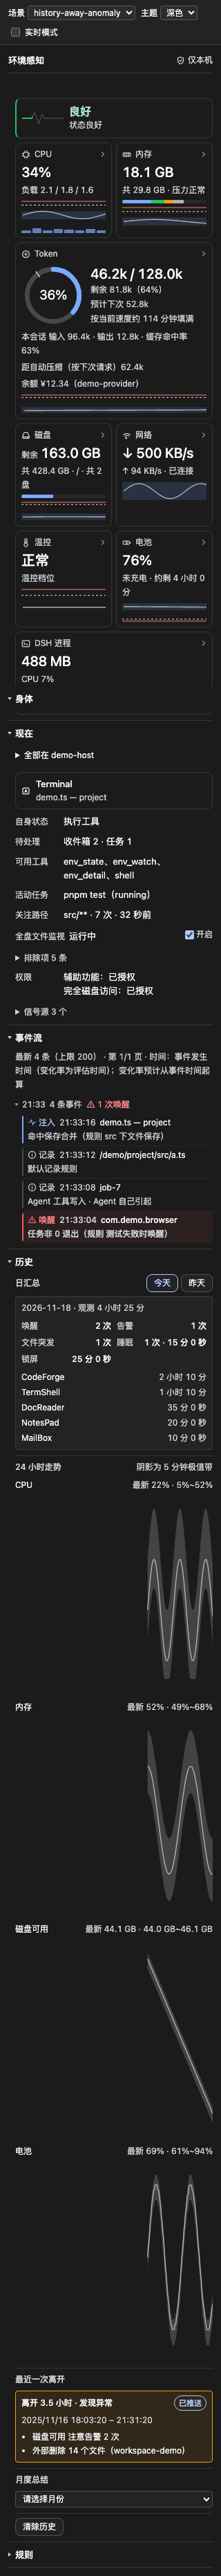 场景 history-away-anomaly 主题 深色
实时模式
环境感知 仅本机
良好
状态良好
CPU
34%
负载 2.1 / 1.8 / 1.6
内存
18.1 GB
共 29.8 GB · 压力正常
Token
36%
46.2k / 128.0k
剩余 81.8k（64%）
预计下次 52.8k
按当前速度约 114 分钟填满
本会话 输入 96.4k · 输出 12.8k · 缓存命中率
63%
距自动压缩（按下次请求）62.4k
余额 ¥12.34（demo-provider）
磁盘
剩余 163.0 GB
共 428.4 GB · / · 共 2
盘
网络
↓ 500 KB/s
↑ 94 KB/s · 已连接
温控
正常
温控档位
电池
76%
未充电 · 约剩 4 小时 0
分
DSH 进程
488 MB
CPU 7%
身体
现在
全部在 demo-host
Terminal
demo.ts — project
自身状态 执行工具
待处理 收件箱 2 · 任务 1
可用工具 env_state、env_watch、
env_detail、shell
活动任务 pnpm test（running）
关注路径 src/** · 7 次 · 32 秒前
全盘文件监视 运行中 开启
排除项 5 条
权限 辅助功能：已授权
完全磁盘访问：已授权
信号源 3 个
事件流
最新 4 条（上限 200） · 第 1/1 页 · 时间：事件发生
时间（变化率为评估时间）；变化率预计从事件时间起
算
21:33 4 条事件 1 次唤醒
注入 21:33:16 demo.ts — project
命中保存合并（规则 src 下文件保存）
记录 21:33:12 /demo/project/src/a.ts
默认记录规则
记录 21:33:08 job-7
Agent 工具写入 · Agent 自己引起
唤醒 21:33:04 com.demo.browser
任务非 0 退出（规则 测试失败时唤醒）
历史
日汇总 今天 昨天
2026-11-18 · 观测 4 小时 25 分
唤醒 2 次 告警 1 次
文件突发 1 次 睡眠 1 次 · 15 分 0 秒
锁屏 25 分 0 秒
CodeForge 2 小时 10 分
TermShell 1 小时 10 分
DocReader 35 分 0 秒
NotesPad 20 分 0 秒
MailBox 10 分 0 秒
24 小时走势 阴影为 5 分钟极值带
CPU 最新 22% · 5%~52%
内存 最新 52% · 49%~68%
磁盘可用 最新 44.1 GB · 44.0 GB~46.1 GB
电池 最新 69% · 61%~94%
最近一次离开
离开 3.5 小时 · 发现异常 已推送
2025/11/16 18:03:20 – 21:31:20
• 磁盘可用 注意告警 2 次
• 外部删除 14 个文件（workspace-demo）
月度总结
请选择月份
清除历史
规则